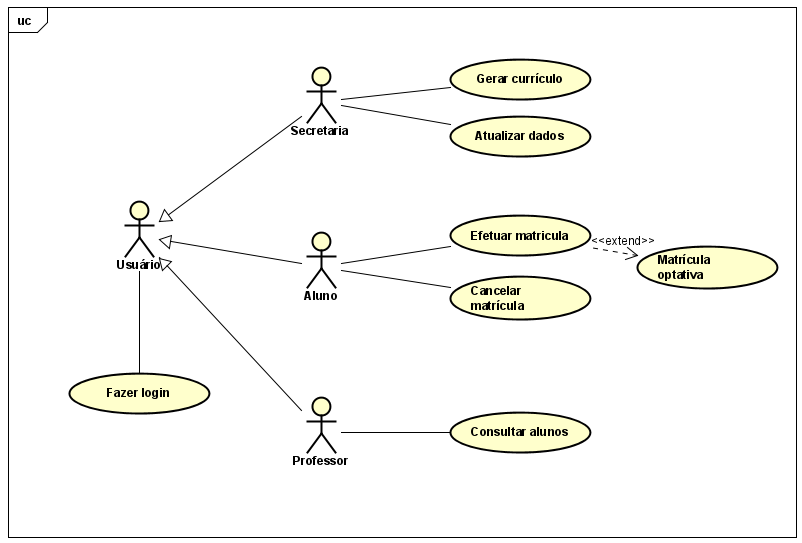 uc
Gerar currículo
Secretaria
Atualizar dados
Usuário
Efetuar matricula
<<extend>>
Matrícula
optativa
Aluno
Cancelar
matrícula
Fazer login
Consultar alunos
Professor